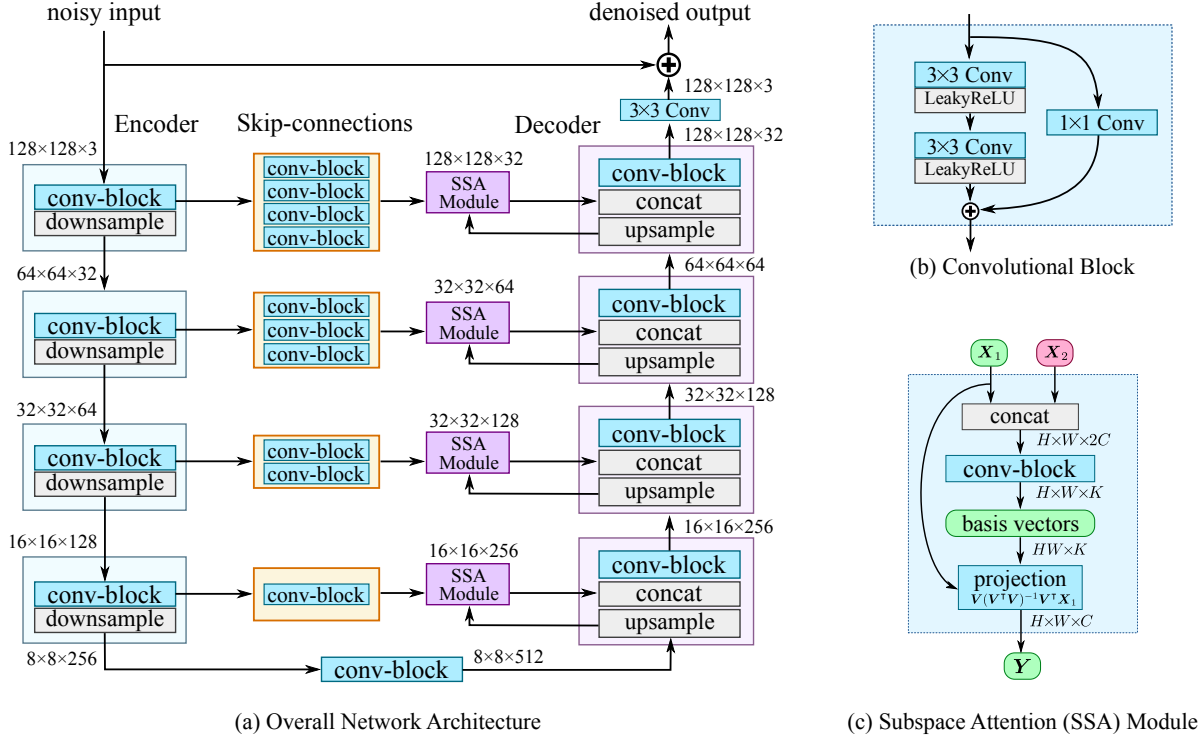 noisy input
denoised output
128×128×3
3×3 Conv
Encoder
Skip-connections
Decoder
128×128×32
128×128×3
conv-block
downsample
conv-block
conv-block
conv-block
conv-block
128×128×32
SSA
Module
conv-block
concat
upsample
64×64×32
64×64×64
conv-block
downsample
conv-block
conv-block
conv-block
32×32×64
SSA
Module
conv-block
concat
upsample
32×32×64
32×32×128
conv-block
downsample
conv-block
conv-block
32×32×128
SSA
Module
conv-block
concat
upsample
16×16×128
16×16×256
conv-block
downsample
conv-block
16×16×256
SSA
Module
conv-block
concat
upsample
8×8×256
conv-block
8×8×512
(a) Overall Network Architecture
3×3 Conv
LeakyReLU
1×1 Conv
3×3 Conv
LeakyReLU
(b) Convolutional Block
X₁
X₂
concat
H×W×2C
conv-block
H×W×K
basis vectors
HW×K
projection
V(VᵀV)⁻¹VᵀX₁
H×W×C
Y
(c) Subspace Attention (SSA) Module